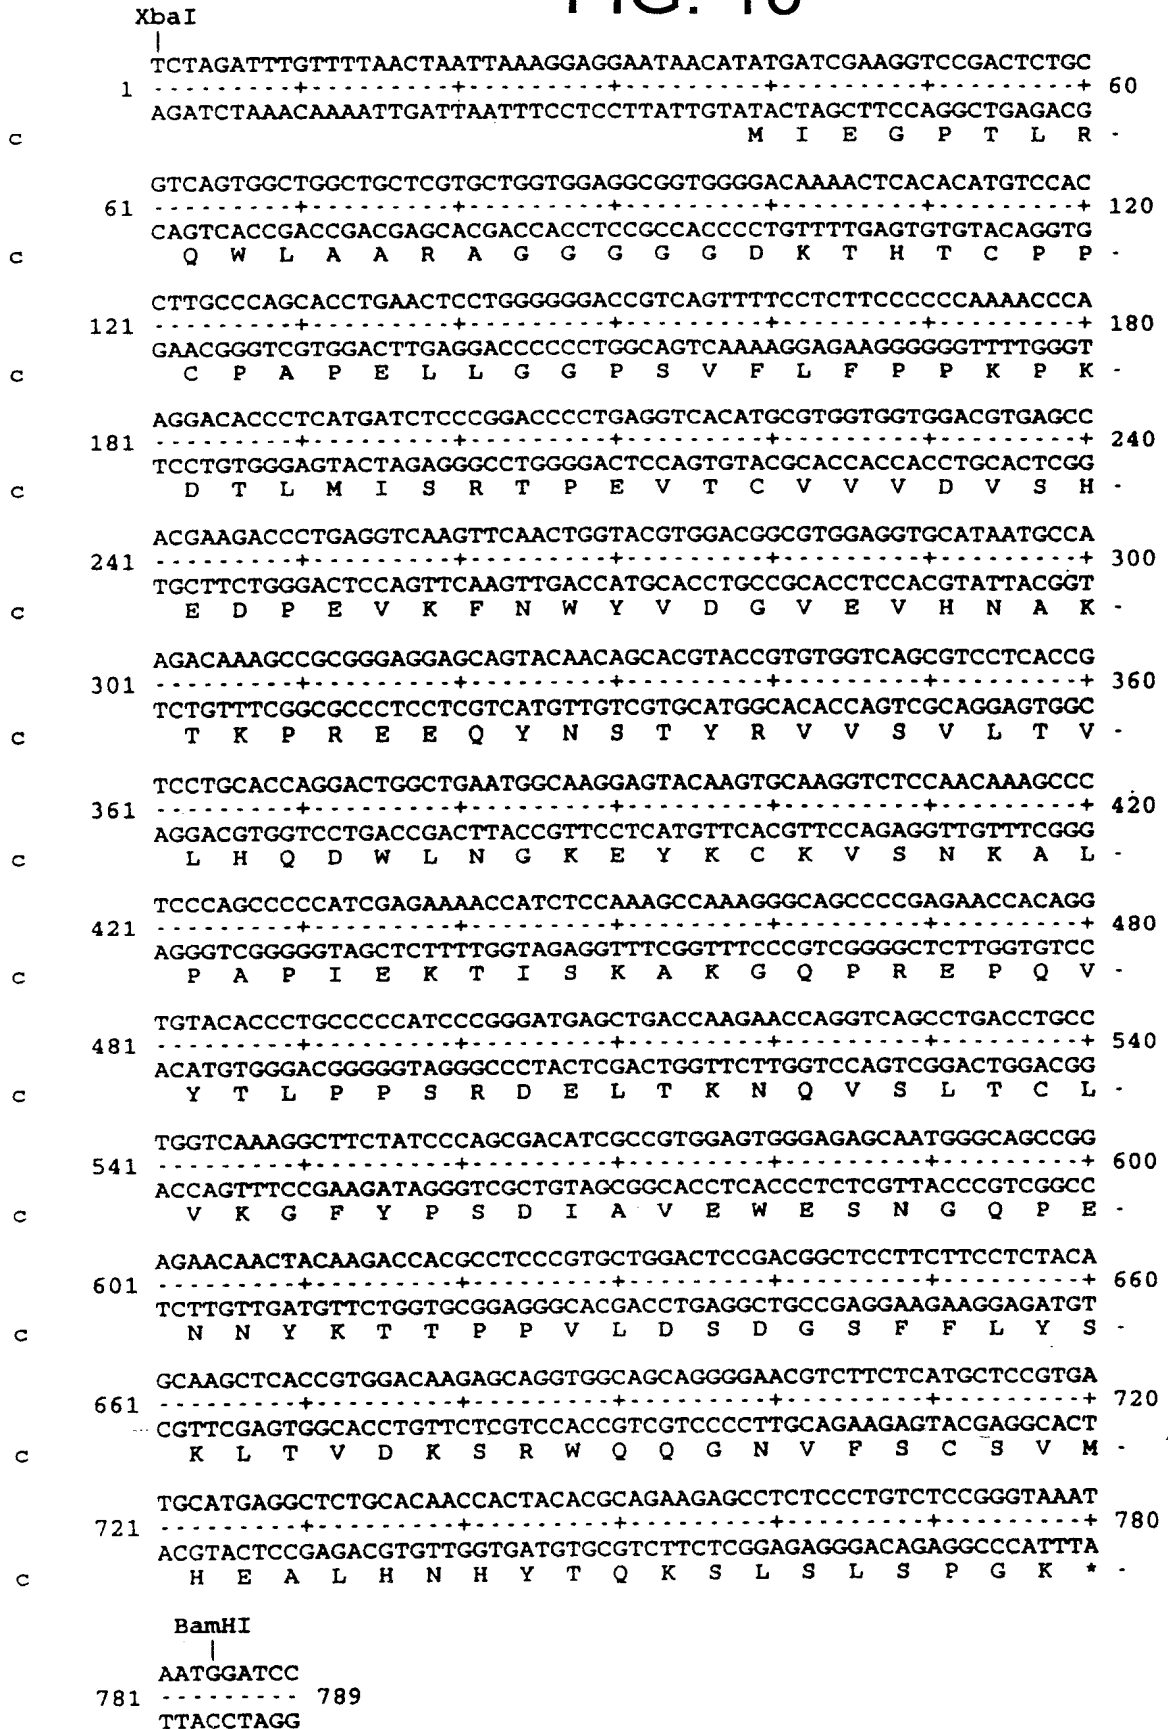 FIG. 10
XbaI
|
TCTAGATTTGTTTTAACTAATTAAAGGAGGAATAACATATGATCGAAGGTCCGACTCTGC
1 ---------+---------+---------+---------+---------+---------+ 60
AGATCTAAACAAAATTGATTAATTTCCTCCTTATTGTATACTAGCTTCCAGGCTGAGACG
c M I E G P T L R -
GTCAGTGGCTGGCTGCTCGTGCTGGTGGAGGCGGTGGGGACAAAACTCACACATGTCCAC
61 ---------+---------+---------+---------+---------+---------+ 120
CAGTCACCGACCGACGAGCACGACCACCTCCGCCACCCCTGTTTTGAGTGTGTACAGGTG
c Q W L A A R A G G G G G D K T H T C P P -
CTTGCCCAGCACCTGAACTCCTGGGGGGACCGTCAGTTTTCCTCTTCCCCCCAAAACCCA
121 ---------+---------+---------+---------+---------+---------+ 180
GAACGGGTCGTGGACTTGAGGACCCCCCTGGCAGTCAAAAGGAGAAGGGGGGTTTTGGGT
c C P A P E L L G G P S V F L F P P K P K -
AGGACACCCTCATGATCTCCCGGACCCCTGAGGTCACATGCGTGGTGGTGGACGTGAGCC
181 ---------+---------+---------+---------+---------+---------+ 240
TCCTGTGGGAGTACTAGAGGGCCTGGGGACTCCAGTGTACGCACCACCACCTGCACTCGG
c D T L M I S R T P E V T C V V V D V S H -
ACGAAGACCCTGAGGTCAAGTTCAACTGGTACGTGGACGGCGTGGAGGTGCATAATGCCA
241 ---------+---------+---------+---------+---------+---------+ 300
TGCTTCTGGGACTCCAGTTCAAGTTGACCATGCACCTGCCGCACCTCCACGTATTACGGT
c E D P E V K F N W Y V D G V E V H N A K -
AGACAAAGCCGCGGGAGGAGCAGTACAACAGCACGTACCGTGTGGTCAGCGTCCTCACCG
301 ---------+---------+---------+---------+---------+---------+ 360
TCTGTTTCGGCGCCCTCCTCGTCATGTTGTCGTGCATGGCACACCAGTCGCAGGAGTGGC
c T K P R E E Q Y N S T Y R V V S V L T V -
TCCTGCACCAGGACTGGCTGAATGGCAAGGAGTACAAGTGCAAGGTCTCCAACAAAGCCC
361 ---------+---------+---------+---------+---------+---------+ 420
AGGACGTGGTCCTGACCGACTTACCGTTCCTCATGTTCACGTTCCAGAGGTTGTTTCGGG
c L H Q D W L N G K E Y K C K V S N K A L -
TCCCAGCCCCCATCGAGAAAACCATCTCCAAAGCCAAAGGGCAGCCCCGAGAACCACAGG
421 ---------+---------+---------+---------+---------+---------+ 480
AGGGTCGGGGGTAGCTCTTTTGGTAGAGGTTTCGGTTTCCCGTCGGGGCTCTTGGTGTCC
c P A P I E K T I S K A K G Q P R E P Q V -
TGTACACCCTGCCCCCATCCCGGGATGAGCTGACCAAGAACCAGGTCAGCCTGACCTGCC
481 ---------+---------+---------+---------+---------+---------+ 540
ACATGTGGGACGGGGGTAGGGCCCTACTCGACTGGTTCTTGGTCCAGTCGGACTGGACGG
c Y T L P P S R D E L T K N Q V S L T C L -
TGGTCAAAGGCTTCTATCCCAGCGACATCGCCGTGGAGTGGGAGAGCAATGGGCAGCCGG
541 ---------+---------+---------+---------+---------+---------+ 600
ACCAGTTTCCGAAGATAGGGTCGCTGTAGCGGCACCTCACCCTCTCGTTACCCGTCGGCC
c V K G F Y P S D I A V E W E S N G Q P E -
AGAACAACTACAAGACCACGCCTCCCGTGCTGGACTCCGACGGCTCCTTCTTCCTCTACA
601 ---------+---------+---------+---------+---------+---------+ 660
TCTTGTTGATGTTCTGGTGCGGAGGGCACGACCTGAGGCTGCCGAGGAAGAAGGAGATGT
c N N Y K T T P P V L D S D G S F F L Y S -
GCAAGCTCACCGTGGACAAGAGCAGGTGGCAGCAGGGGAACGTCTTCTCATGCTCCGTGA
661 ---------+---------+---------+---------+---------+---------+ 720
CGTTCGAGTGGCACCTGTTCTCGTCCACCGTCGTCCCCTTGCAGAAGAGTACGAGGCACT
c K L T V D K S R W Q Q G N V F S C S V M -
TGCATGAGGCTCTGCACAACCACTACACGCAGAAGAGCCTCTCCCTGTCTCCGGGTAAAT
721 ---------+---------+---------+---------+---------+---------+ 780
ACGTACTCCGAGACGTGTTGGTGATGTGCGTCTTCTCGGAGAGGGACAGAGGCCCATTTA
c H E A L H N H Y T Q K S L S L S P G K * -
BamHI
|
AATGGATCC
781 --------- 789
TTACCTAGG